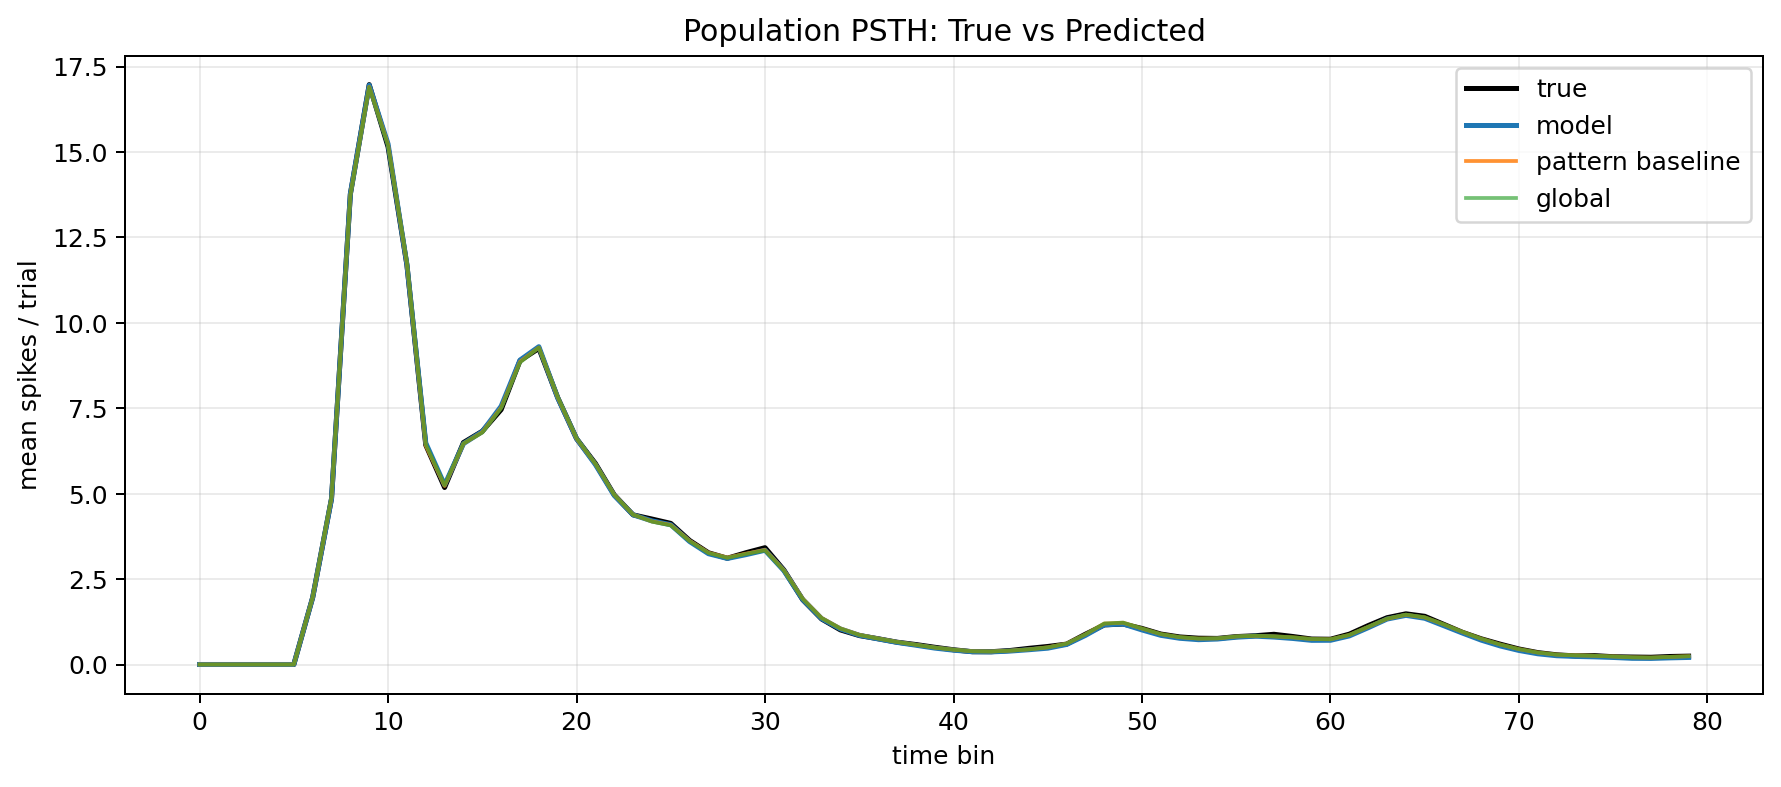 Population PSTH: True vs Predicted
17.5
15.0
12.5
10.0
7.5
5.0
2.5
0.0
mean spikes / trial
true
model
pattern baseline
global
0 10 20 30 40 50 60 70 80
time bin